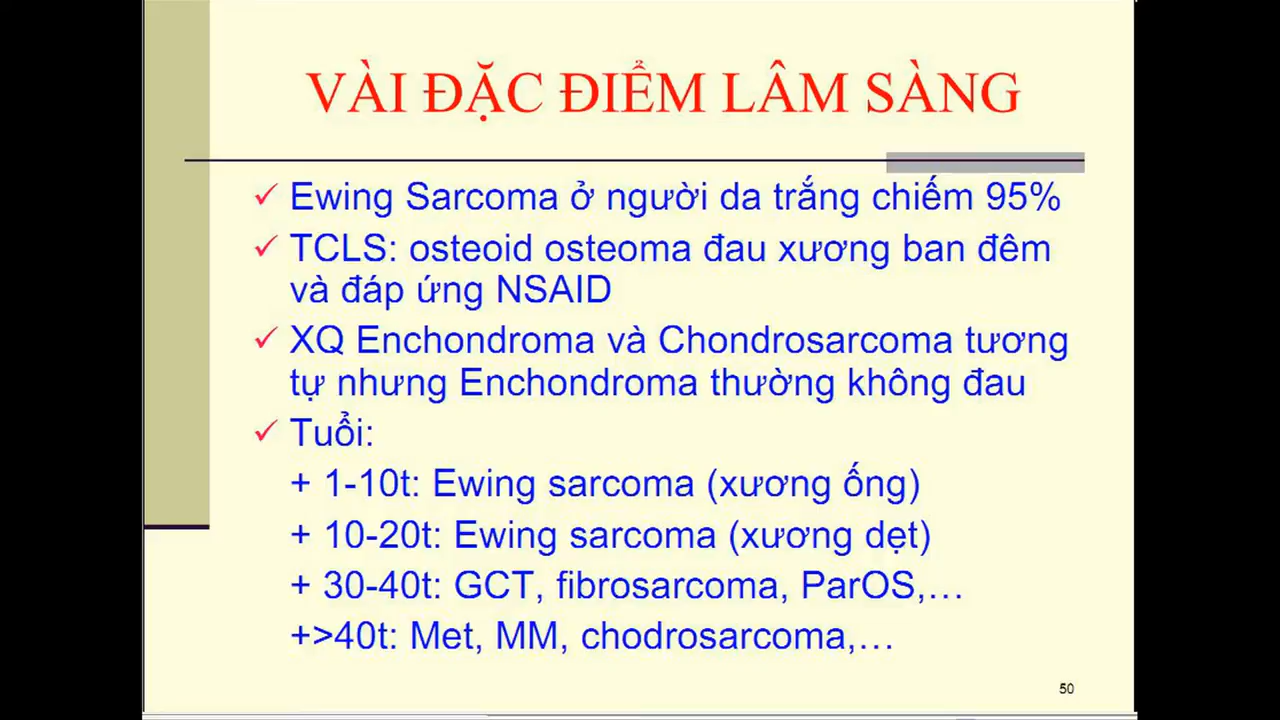 VÀI ĐẶC ĐIỂM LÂM SÀNG
✓ Ewing Sarcoma ở người da trắng chiếm 95%
✓ TCLS: osteoid osteoma đau xương ban đêm
và đáp ứng NSAID
✓ XQ Enchondroma và Chondrosarcoma tương
tự nhưng Enchondroma thường không đau
✓ Tuổi:
+ 1-10t: Ewing sarcoma (xương ống)
+ 10-20t: Ewing sarcoma (xương dẹt)
+ 30-40t: GCT, fibrosarcoma, ParOS,…
+>40t: Met, MM, chodrosarcoma,…
50